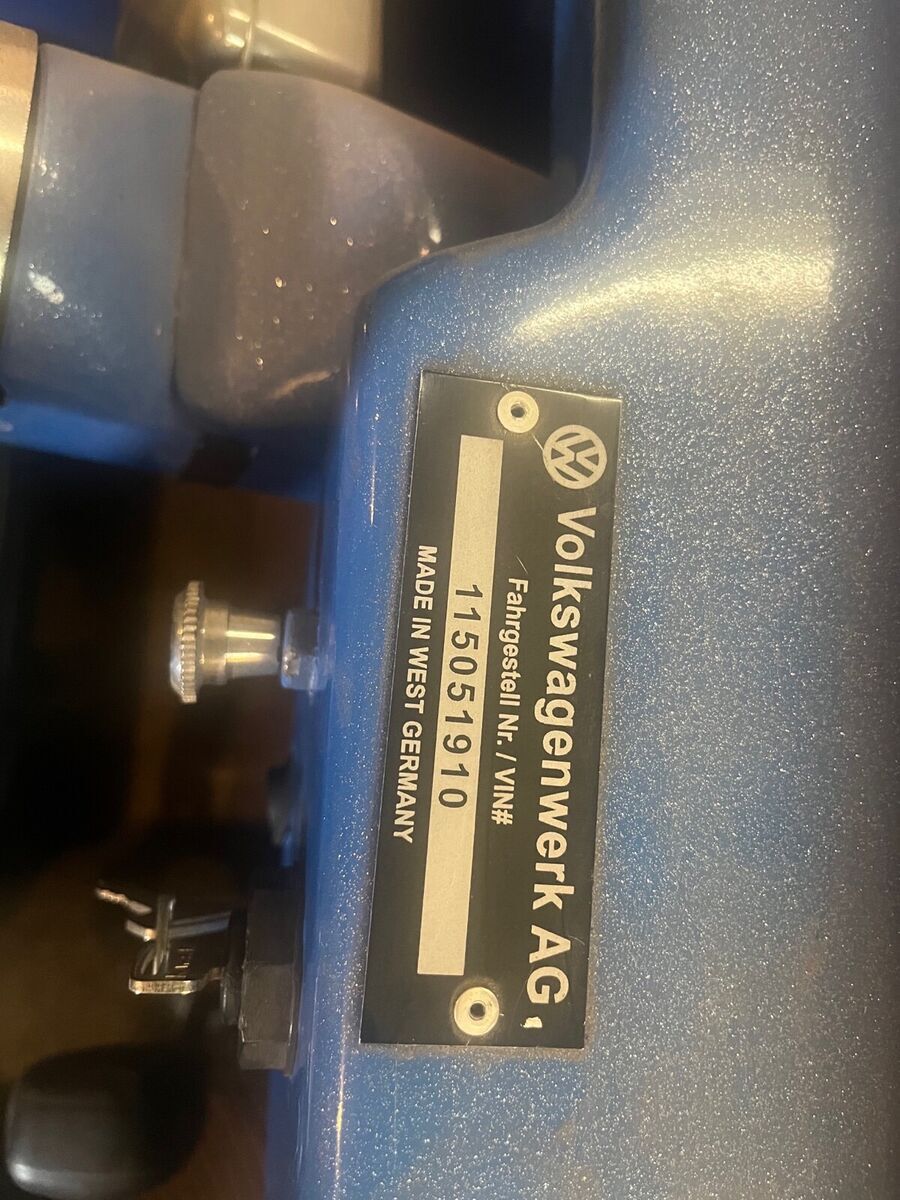 Volkswagenwerk AG.
Fahrgestell Nr. / VIN#
115051910
MADE IN WEST GERMANY